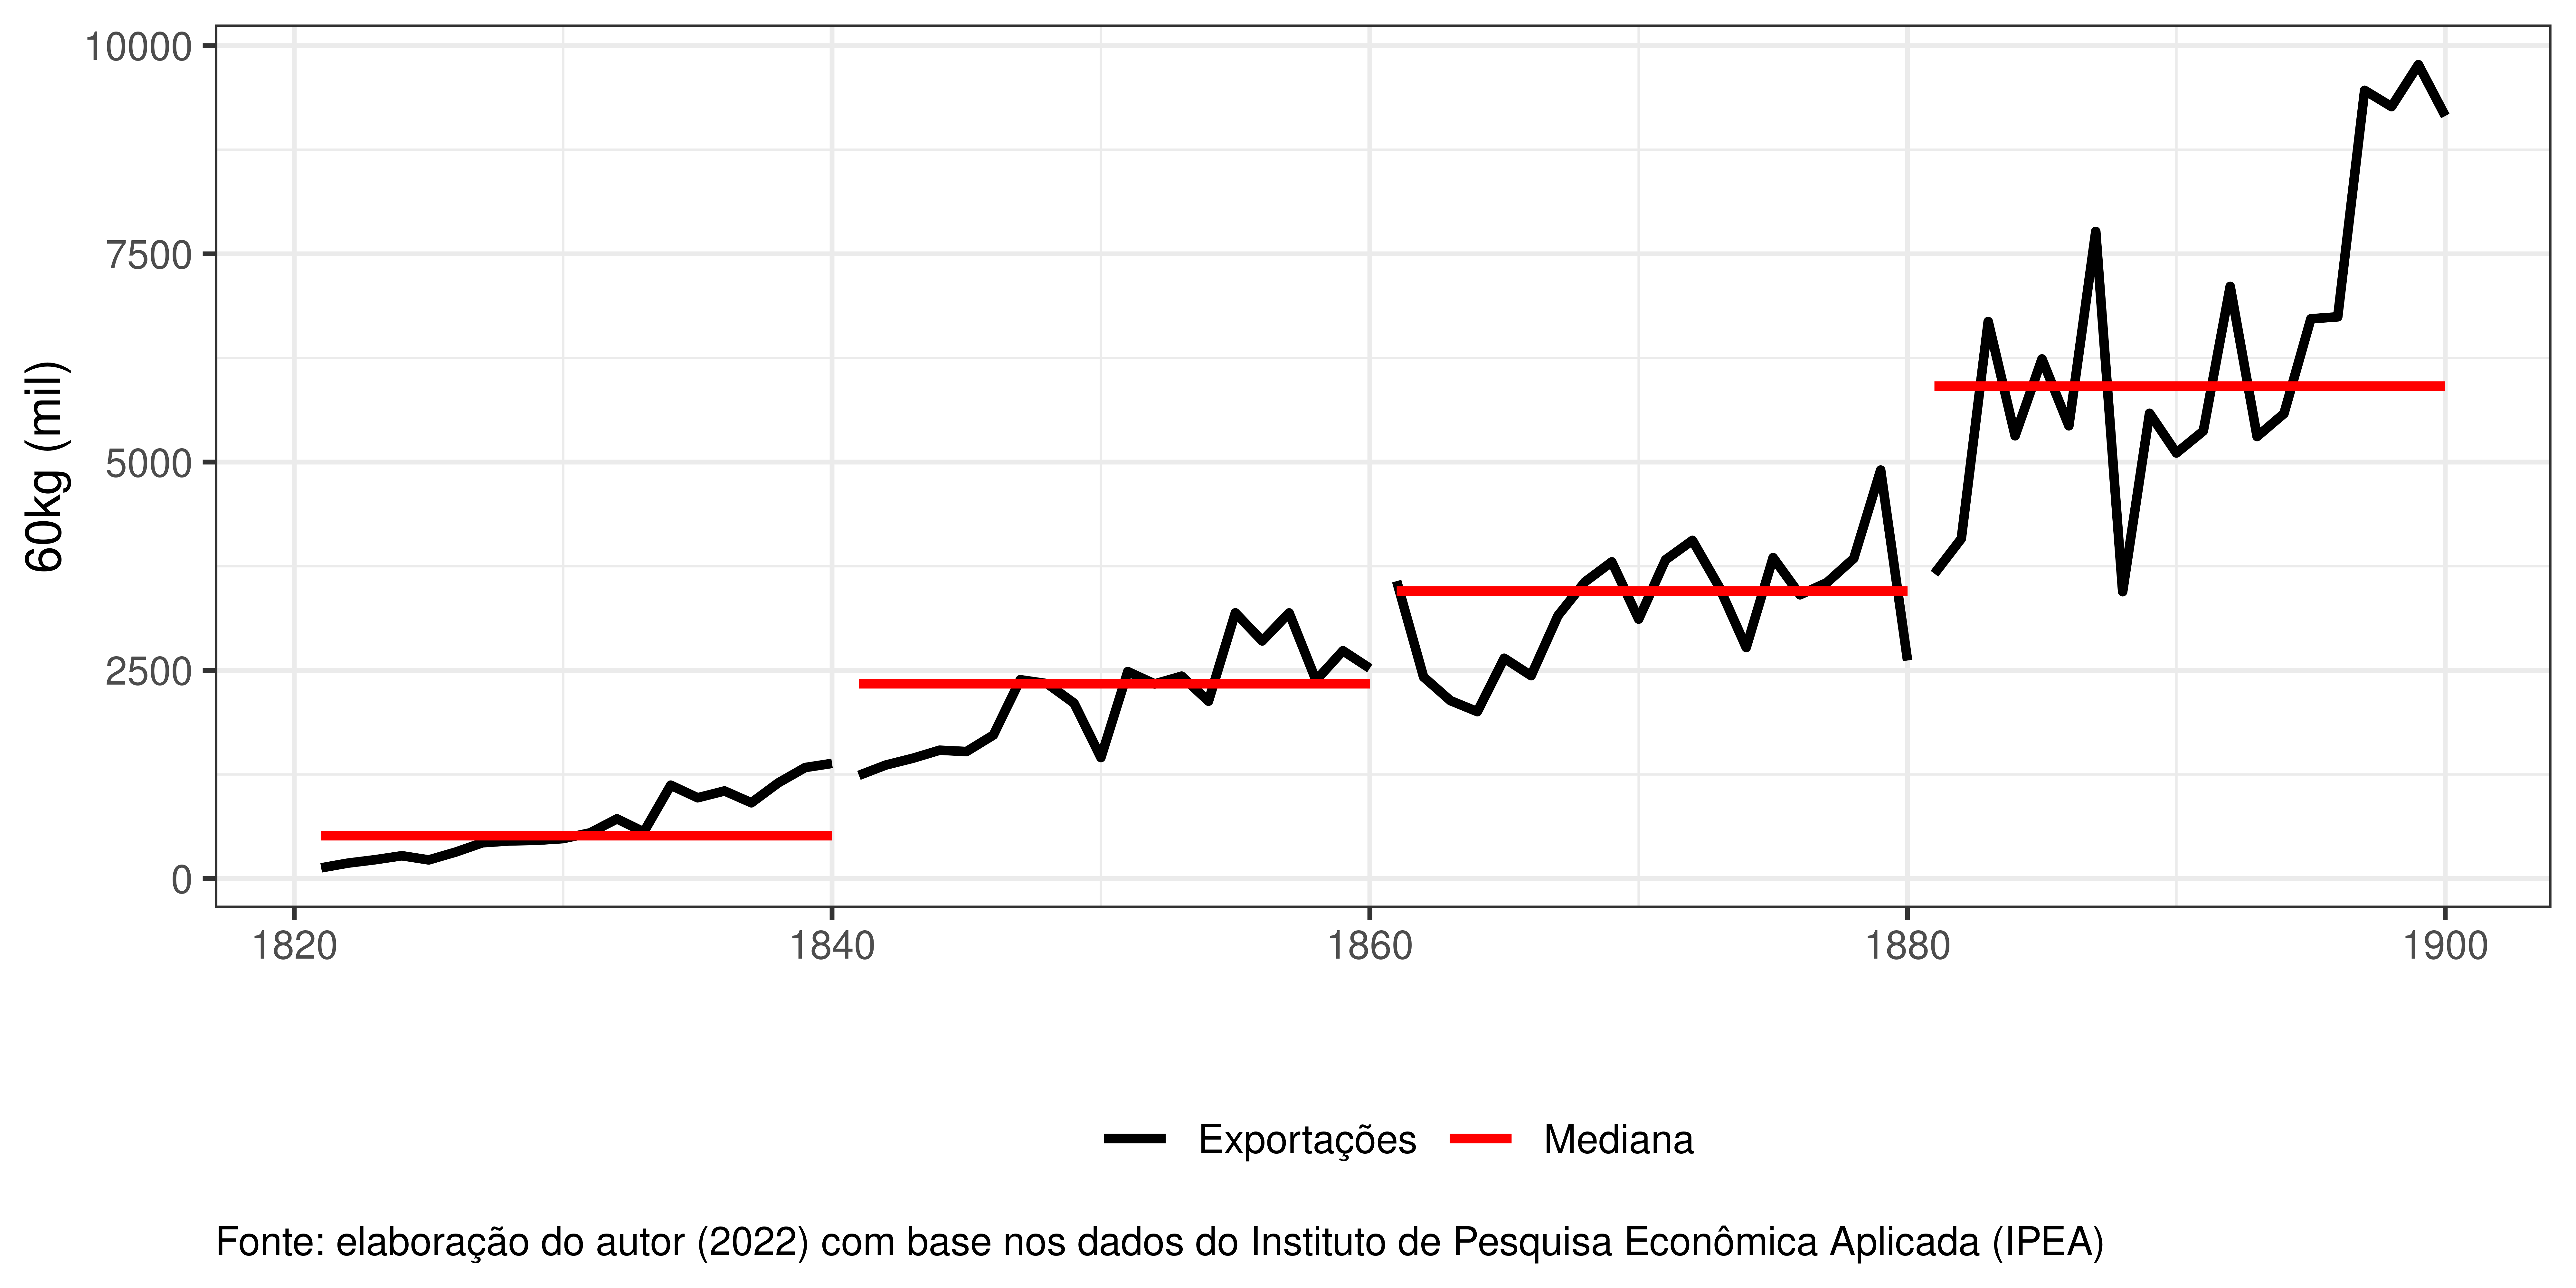 60kg (mil)
10000
7500
5000
2500
0
1820 1840 1860 1880 1900
Exportações Mediana
Fonte: elaboração do autor (2022) com base nos dados do Instituto de Pesquisa Econômica Aplicada (IPEA)